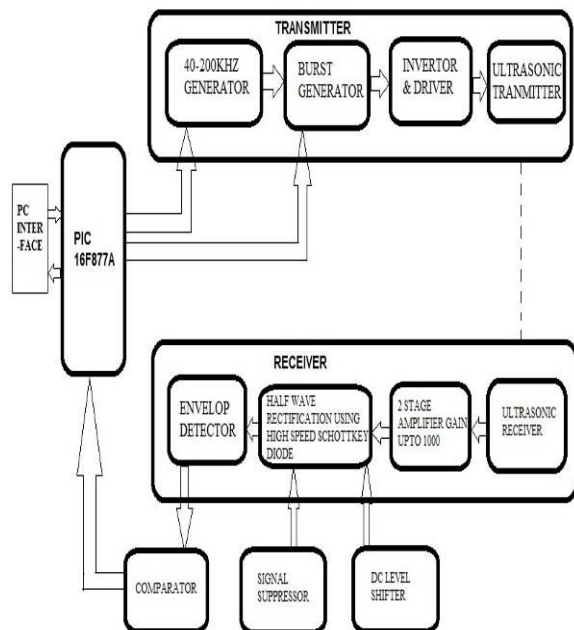 TRANSMITTER
40-200KHZ
GENERATOR
BURST
GENERATOR
INVERTOR
& DRIVER
ULTRASONIC
TRANMITTER
PC
INTER
-FACE
PIC
16F877A
RECEIVER
ENVELOP
DETECTOR
HALF WAVE
RECTIFICATION USING
HIGH SPEED SCHOTTKEY
DIODE
2 STAGE
AMPLIFIER GAIN
UPTO 1000
ULTRASONIC
RECEIVER
COMPARATOR
SIGNAL
SUPPRESSOR
DC LEVEL
SHIFTER